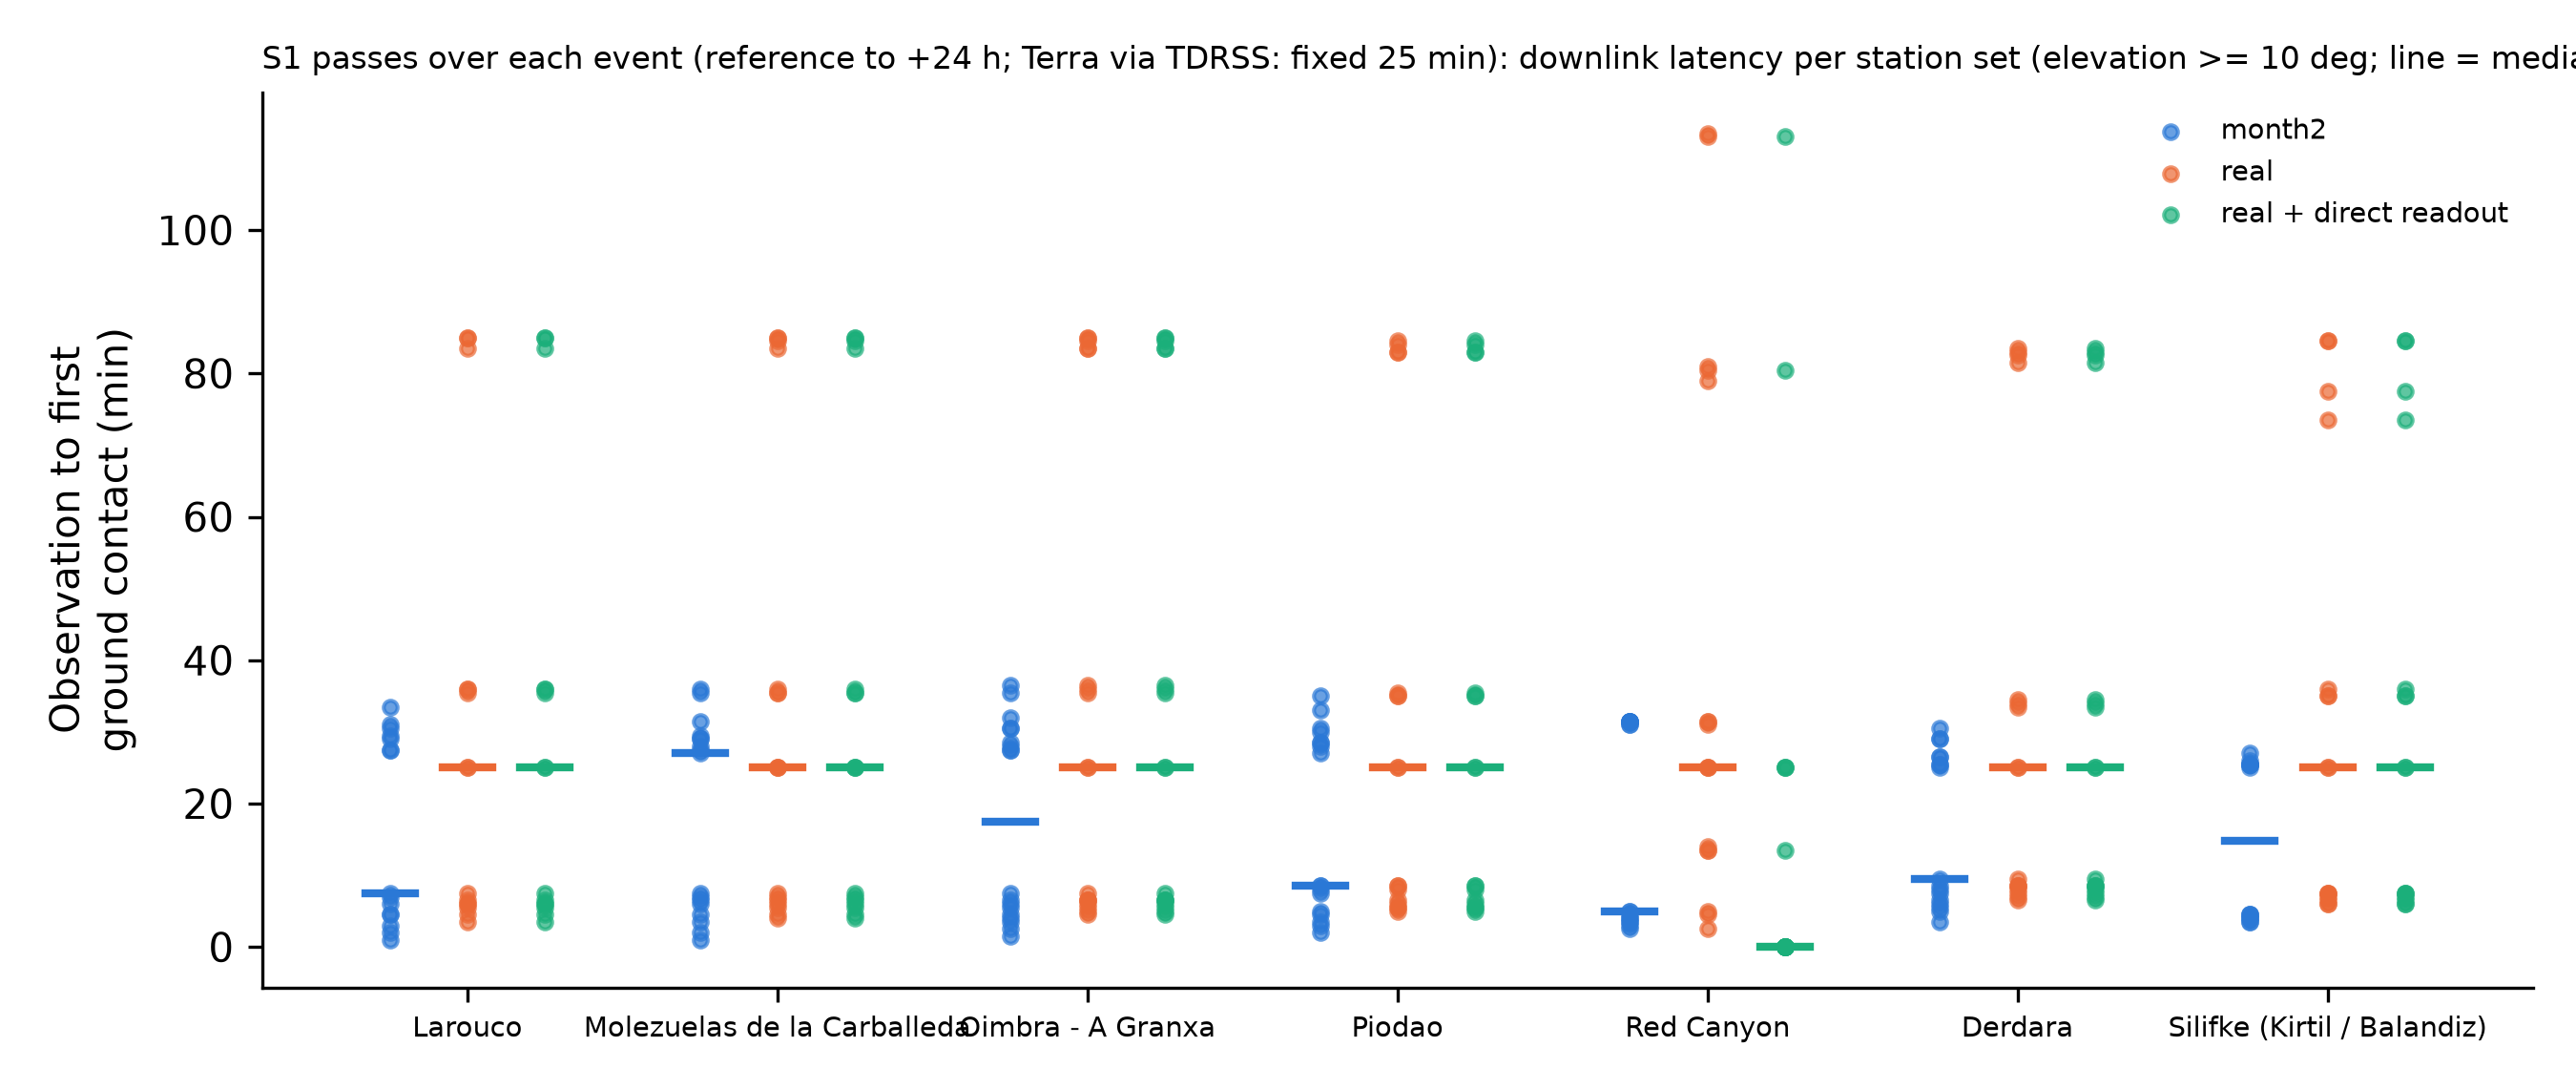 S1 passes over each event (reference to +24 h; Terra via TDRSS: fixed 25 min): downlink latency per station set (elevation >= 10 deg; line = media
month2
real
real + direct readout
Observation to first
ground contact (min)
100
80
60
40
20
0
Larouco
Molezuelas de la Carballeda
Oimbra - A Granxa
Piodao
Red Canyon
Derdara
Silifke (Kirtil / Balandiz)